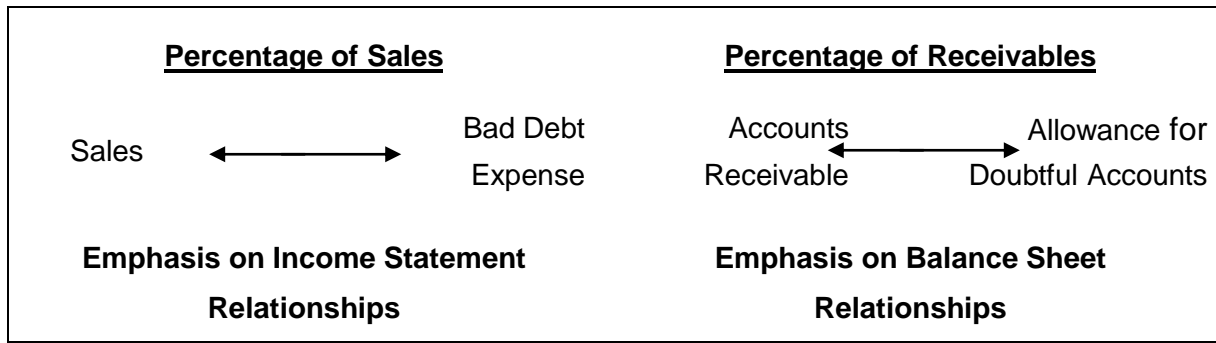 Percentage of Sales
Sales
Bad Debt
Expense
Emphasis on Income Statement
Relationships
Percentage of Receivables
Accounts
Receivable
Allowance for
Doubtful Accounts
Emphasis on Balance Sheet
Relationships